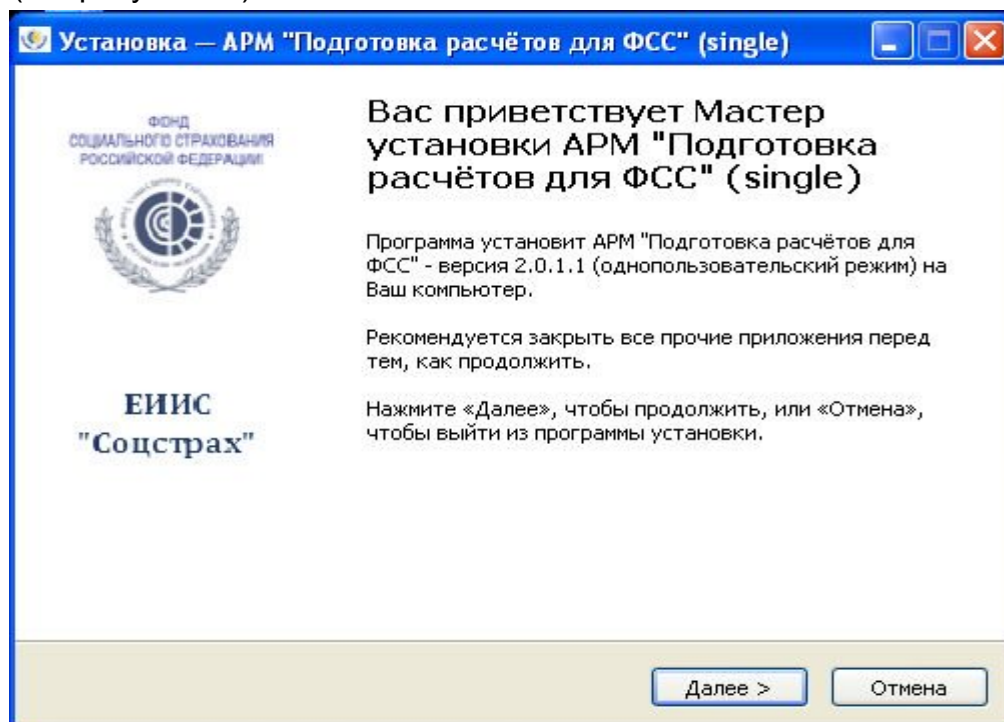 Установка — АРМ "Подготовка расчётов для ФСС" (single)
ФОНД
СОЦИАЛЬНОГО СТРАХОВАНИЯ
РОССИЙСКОЙ ФЕДЕРАЦИИ
ЕИИС
"Соцстрах"
Вас приветствует Мастер
установки АРМ "Подготовка
расчётов для ФСС" (single)
Программа установит АРМ "Подготовка расчётов для
ФСС" - версия 2.0.1.1 (однопользовательский режим) на
Ваш компьютер.
Рекомендуется закрыть все прочие приложения перед
тем, как продолжить.
Нажмите «Далее», чтобы продолжить, или «Отмена»,
чтобы выйти из программы установки.
Далее >
Отмена